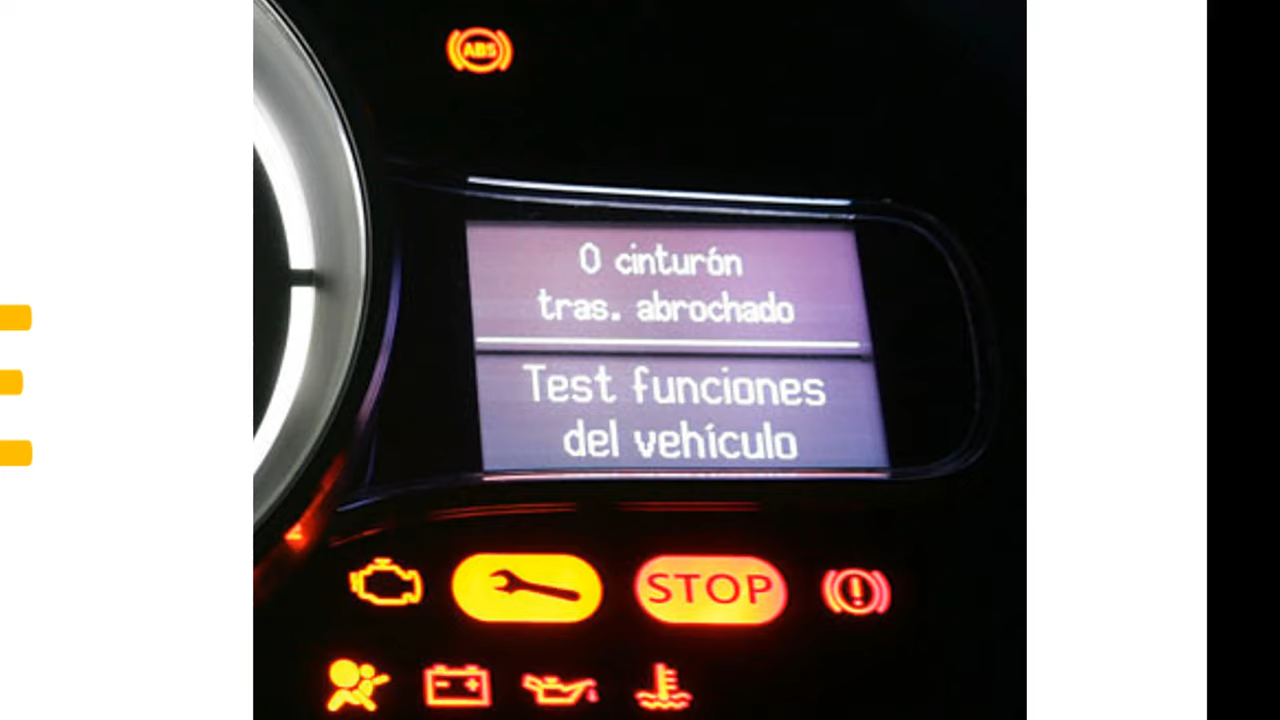 ABS
0 cinturón
tras. abrochado
Test funciones
del vehículo
STOP